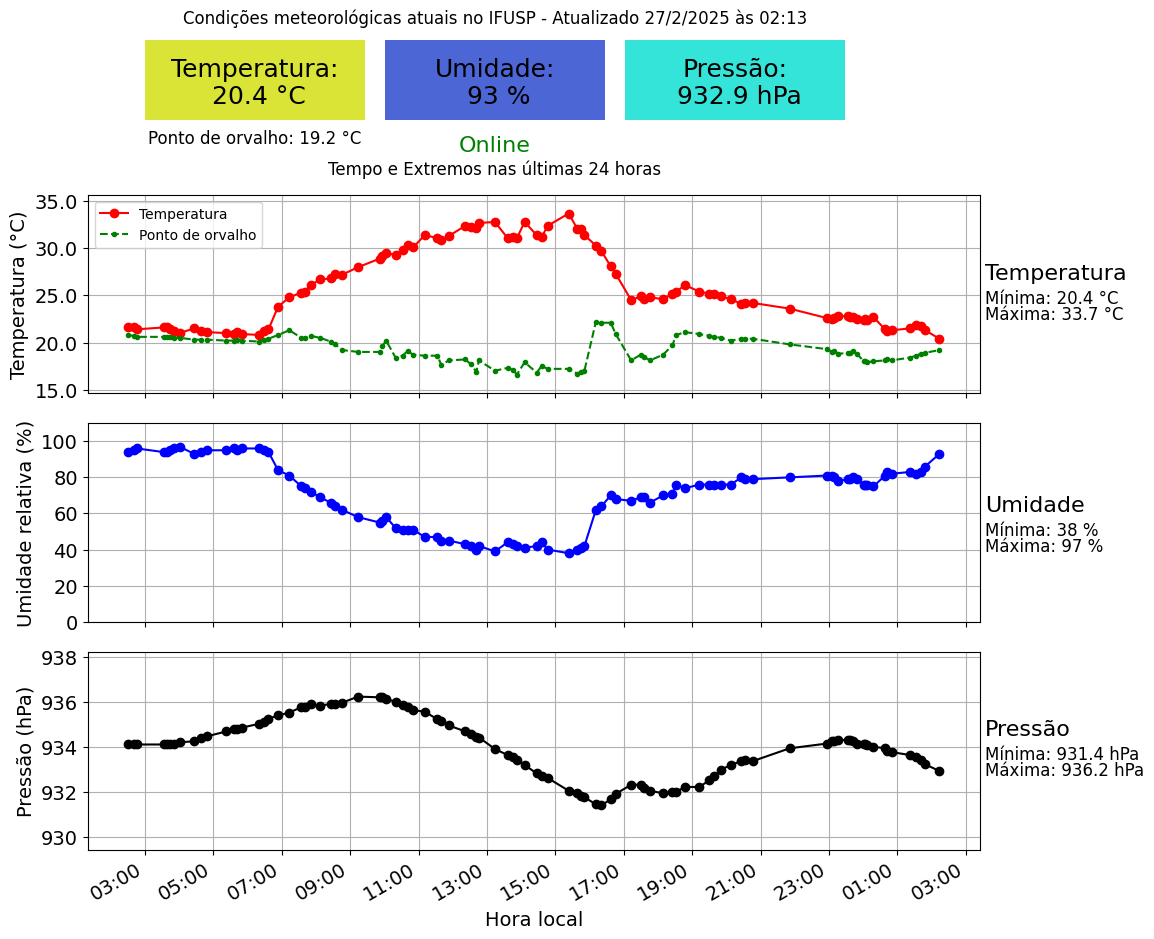 Condições meteorológicas atuais no IFUSP - Atualizado 27/2/2025 às 02:13
Temperatura:
20.4 °C
Umidade:
93 %
Pressão:
932.9 hPa
Ponto de orvalho: 19.2 °C
Online
Tempo e Extremos nas últimas 24 horas
Temperatura (°C)
35.0
30.0
25.0
20.0
15.0
Temperatura
Ponto de orvalho
Temperatura
Mínima: 20.4 °C
Máxima: 33.7 °C
Umidade relativa (%)
100
80
60
40
20
0
Umidade
Mínima: 38 %
Máxima: 97 %
Pressão (hPa)
938
936
934
932
930
Pressão
Mínima: 931.4 hPa
Máxima: 936.2 hPa
03:00 05:00 07:00 09:00 11:00 13:00 15:00 17:00 19:00 21:00 23:00 01:00 03:00
Hora local